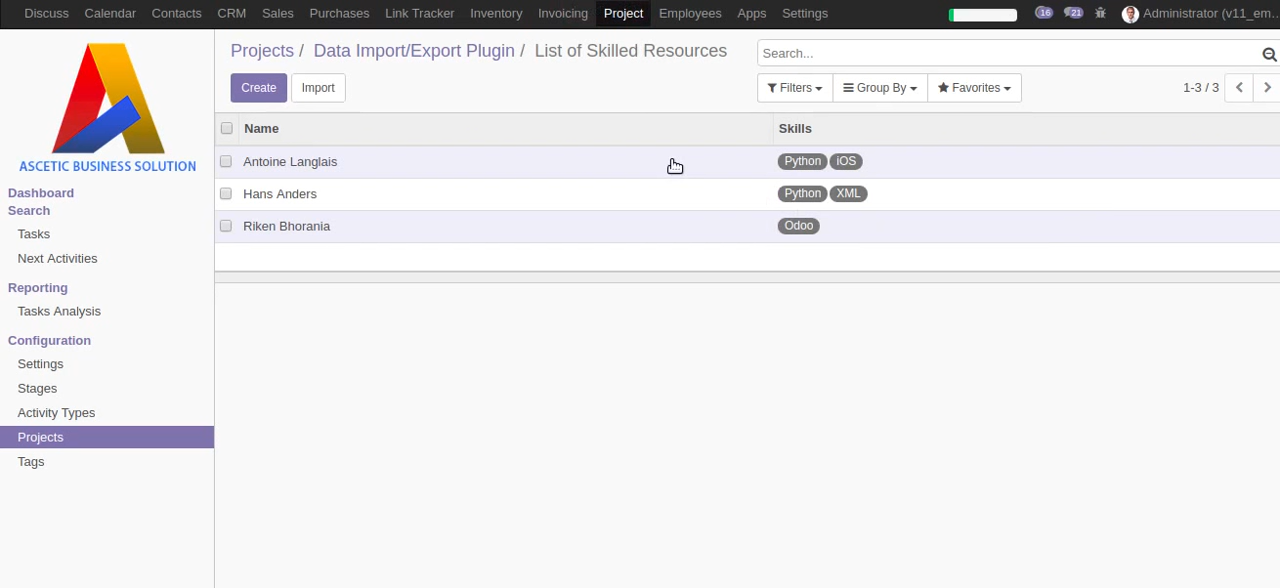 Discuss Calendar Contacts CRM Sales Purchases Link Tracker Inventory Invoicing Project Employees Apps Settings 16 21 Administrator (v11_em...
ASCETIC BUSINESS SOLUTION
Projects / Data Import/Export Plugin / List of Skilled Resources
Search...
Create Import
Filters Group By Favorites 1-3 / 3
Name Skills
Antoine Langlais Python iOS
Hans Anders Python XML
Riken Bhorania Odoo
Dashboard
Search
Tasks
Next Activities
Reporting
Tasks Analysis
Configuration
Settings
Stages
Activity Types
Projects
Tags